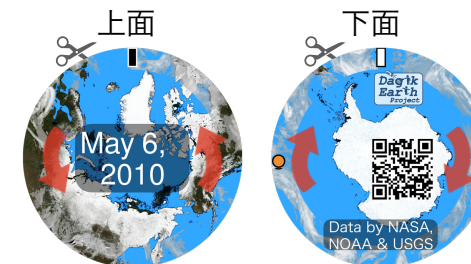 上面
下面
May 6,
2010
Dagik
Earth
Project
Data by NASA,
NOAA & USGS